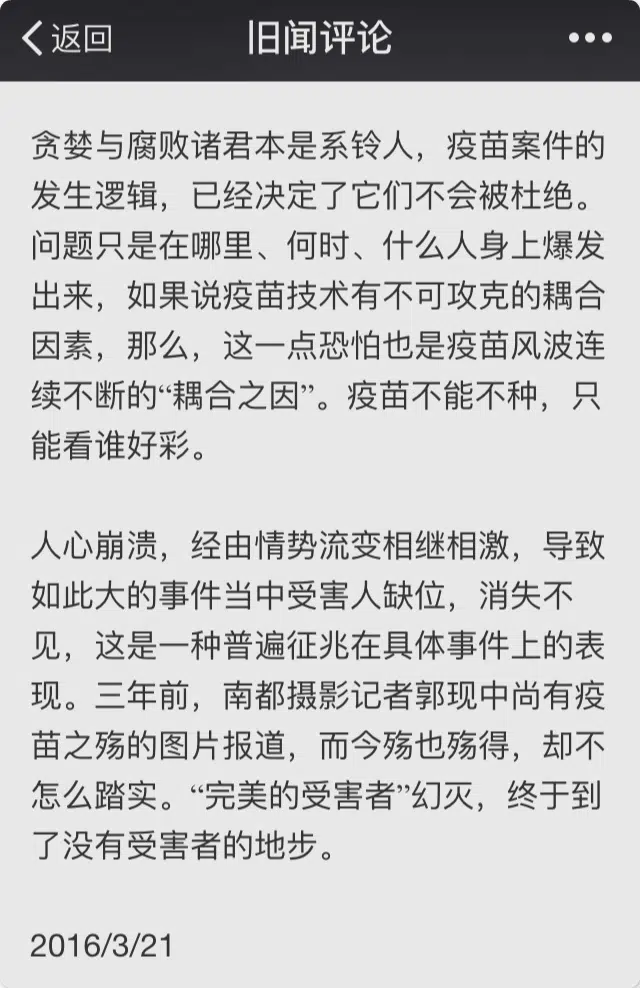 返回
旧闻评论
贪婪与腐败诸君本是系铃人，疫苗案件的
发生逻辑，已经决定了它们不会被杜绝。
问题只是在哪里、何时、什么人身上爆发
出来，如果说疫苗技术有不可攻克的耦合
因素，那么，这一点恐怕也是疫苗风波连
续不断的“耦合之因”。疫苗不能不种，只
能看谁好彩。
人心崩溃，经由情势流变相继相激，导致
如此大的事件当中受害人缺位，消失不
见，这是一种普遍征兆在具体事件上的表
现。三年前，南都摄影记者郭现中尚有疫
苗之殇的图片报道，而今殇也殇得，却不
怎么踏实。“完美的受害者”幻灭，终于到
了没有受害者的地步。
2016/3/21